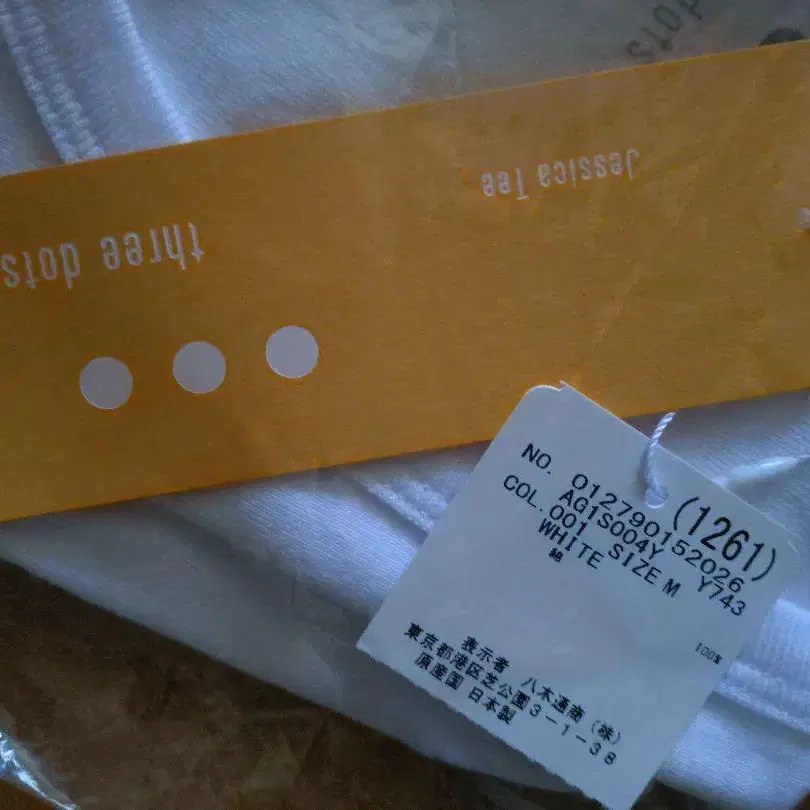 dots
Jessica Tee
three dots
(1261)
NO. 012790152026
AG1S004Y Y743
COL.001 SIZE M
WHITE
綿 100%
表示者 八木通商(株)
東京都港区芝公園3-1-38
原産国 日本製